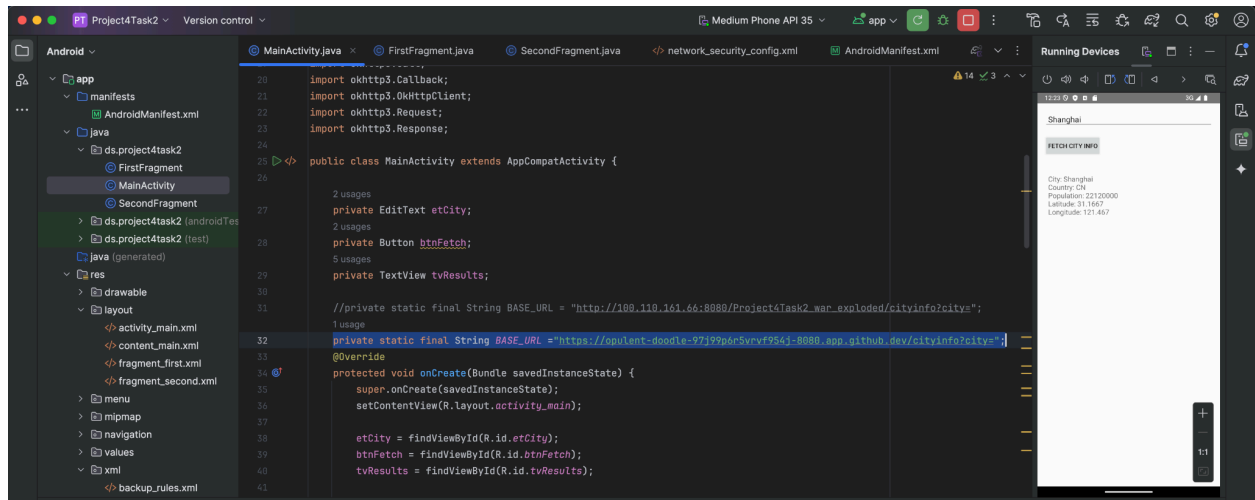 PT Project4Task2 Version control
Medium Phone API 35
app
Android
app
manifests
AndroidManifest.xml
java
ds.project4task2
FirstFragment
MainActivity
SecondFragment
ds.project4task2 (androidTes
ds.project4task2 (test)
java (generated)
res
drawable
layout
activity_main.xml
content_main.xml
fragment_first.xml
fragment_second.xml
menu
mipmap
navigation
values
xml
backup_rules.xml
MainActivity.java
FirstFragment.java
SecondFragment.java
network_security_config.xml
AndroidManifest.xml
14 3
20 import okhttp3.Callback;
21 import okhttp3.OkHttpClient;
22 import okhttp3.Request;
23 import okhttp3.Response;
24
25 public class MainActivity extends AppCompatActivity {
26
2 usages
27 private EditText etCity;
2 usages
28 private Button btnFetch;
5 usages
29 private TextView tvResults;
30
31 //private static final String BASE_URL = "http://100.110.161.66:8080/Project4Task2_war_exploded/cityinfo?city=";
1 usage
32 private static final String BASE_URL ="https://opulent-doodle-97j99p6r5vrvf954j-8080.app.github.dev/cityinfo?city=";
33 @Override
34 protected void onCreate(Bundle savedInstanceState) {
35 super.onCreate(savedInstanceState);
36 setContentView(R.layout.activity_main);
37
38 etCity = findViewById(R.id.etCity);
39 btnFetch = findViewById(R.id.btnFetch);
40 tvResults = findViewById(R.id.tvResults);
41
Running Devices
12:23 3G
Shanghai
FETCH CITY INFO
City: Shanghai
Country: CN
Population: 22120000
Latitude: 31.1667
Longitude: 121.467
1:1